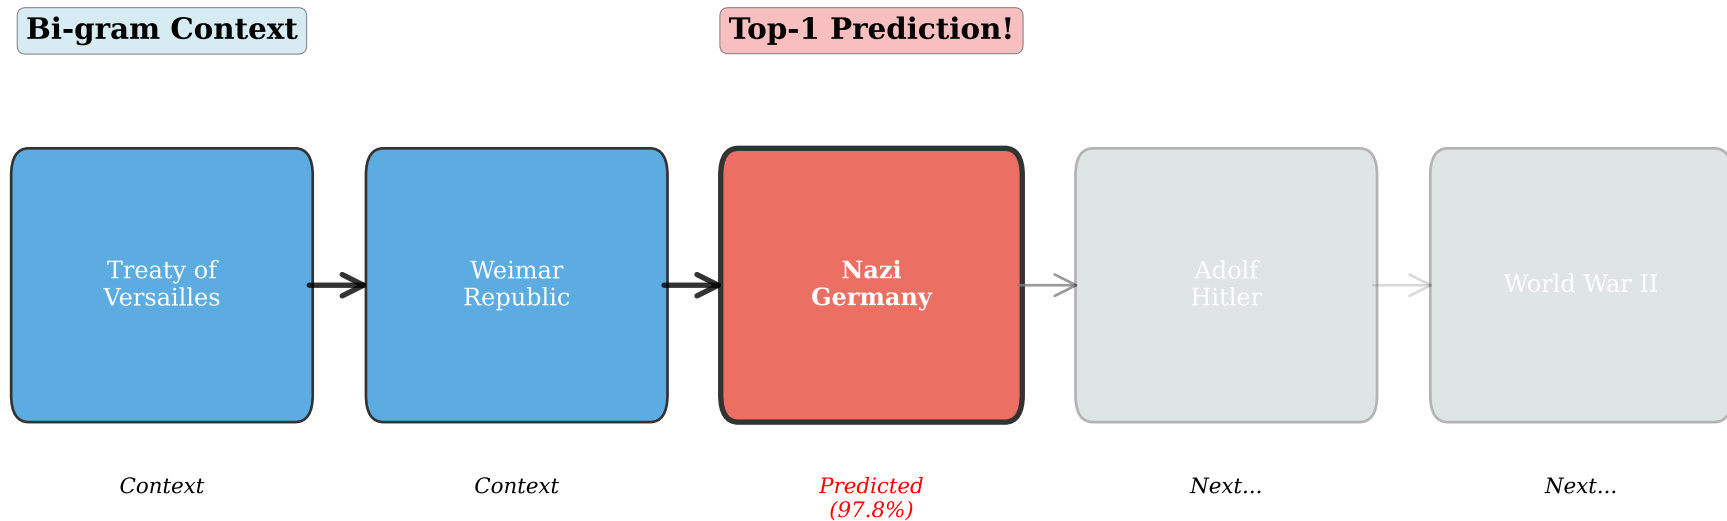 Bi-gram Context
Top-1 Prediction!
Treaty of
Versailles
Weimar
Republic
Nazi
Germany
Adolf
Hitler
World War II
Context
Context
Predicted
(97.8%)
Next...
Next...